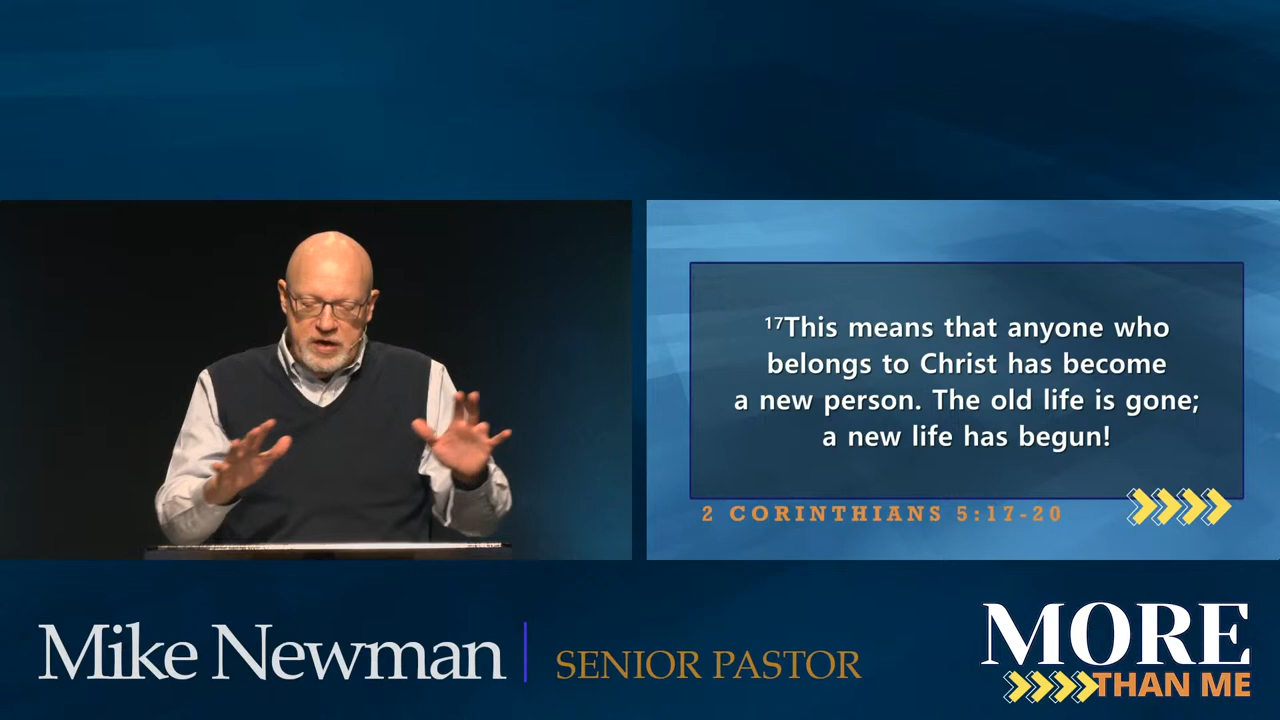 ¹⁷This means that anyone who
belongs to Christ has become
a new person. The old life is gone;
a new life has begun!
2 CORINTHIANS 5:17-20
Mike Newman
SENIOR PASTOR
MORE
THAN ME